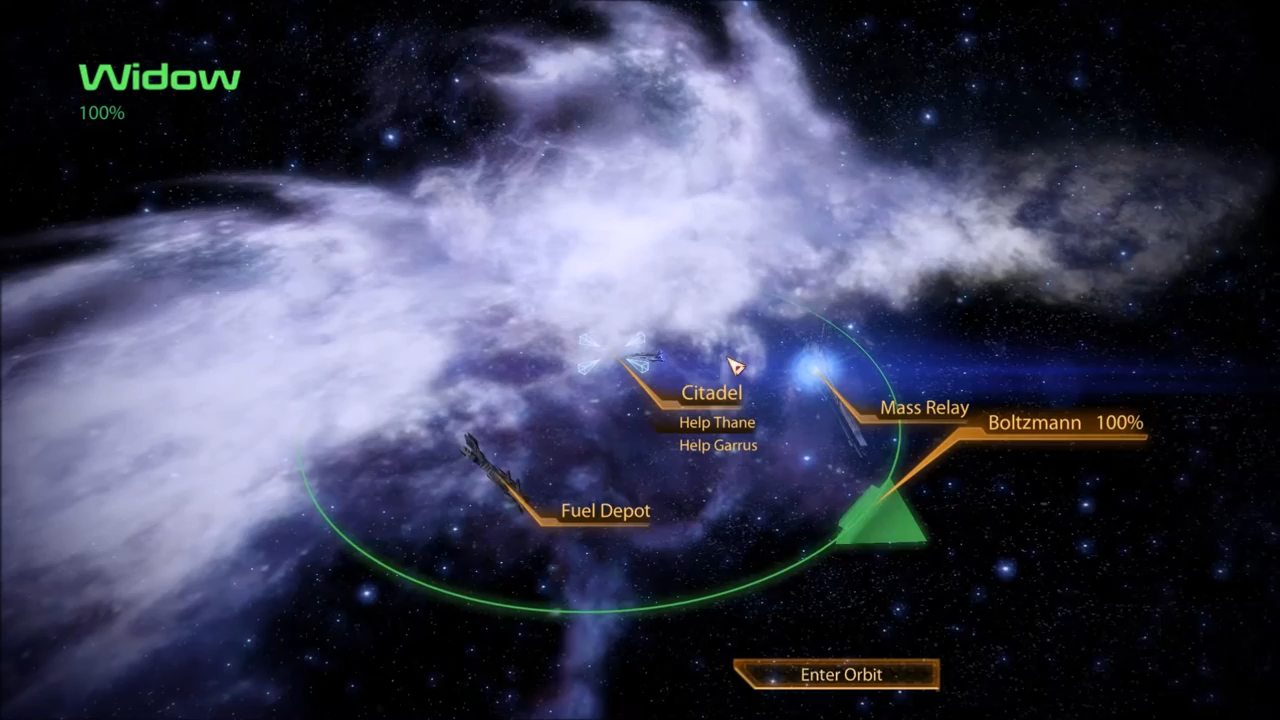 Widow
100%
Citadel
Help Thane
Help Garrus
Mass Relay
Boltzmann 100%
Fuel Depot
Enter Orbit